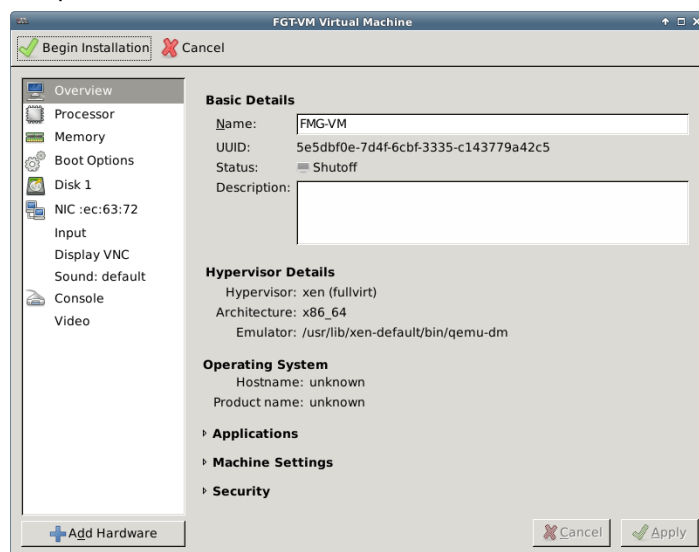 FGT-VM Virtual Machine
Begin Installation Cancel
Overview
Processor
Memory
Boot Options
Disk 1
NIC :ec:63:72
Input
Display VNC
Sound: default
Console
Video
Add Hardware
Basic Details
Name: FMG-VM
UUID: 5e5dbf0e-7d4f-6cbf-3335-c143779a42c5
Status: Shutoff
Description:
Hypervisor Details
Hypervisor: xen (fullvirt)
Architecture: x86_64
Emulator: /usr/lib/xen-default/bin/qemu-dm
Operating System
Hostname: unknown
Product name: unknown
Applications
Machine Settings
Security
Cancel Apply